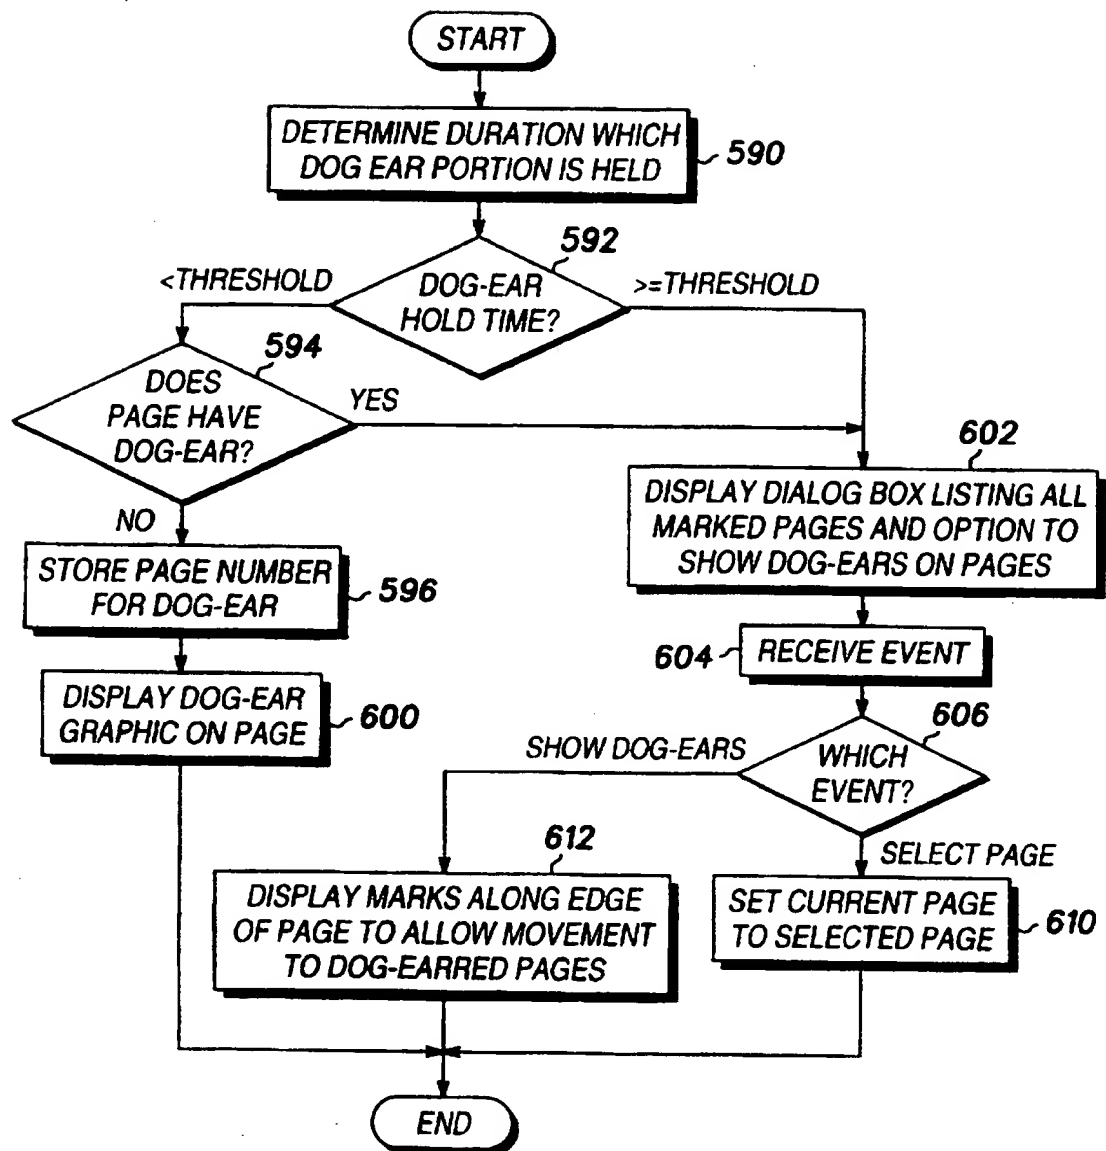 START
DETERMINE DURATION WHICH
DOG EAR PORTION IS HELD
590
592
<THRESHOLD
DOG-EAR
HOLD TIME?
>=THRESHOLD
594
DOES
PAGE HAVE
DOG-EAR?
YES
NO
602
DISPLAY DIALOG BOX LISTING ALL
MARKED PAGES AND OPTION TO
SHOW DOG-EARS ON PAGES
STORE PAGE NUMBER
FOR DOG-EAR
596
604
RECEIVE EVENT
DISPLAY DOG-EAR
GRAPHIC ON PAGE
600
606
SHOW DOG-EARS
WHICH
EVENT?
612
SELECT PAGE
DISPLAY MARKS ALONG EDGE
OF PAGE TO ALLOW MOVEMENT
TO DOG-EARRED PAGES
SET CURRENT PAGE
TO SELECTED PAGE
610
END